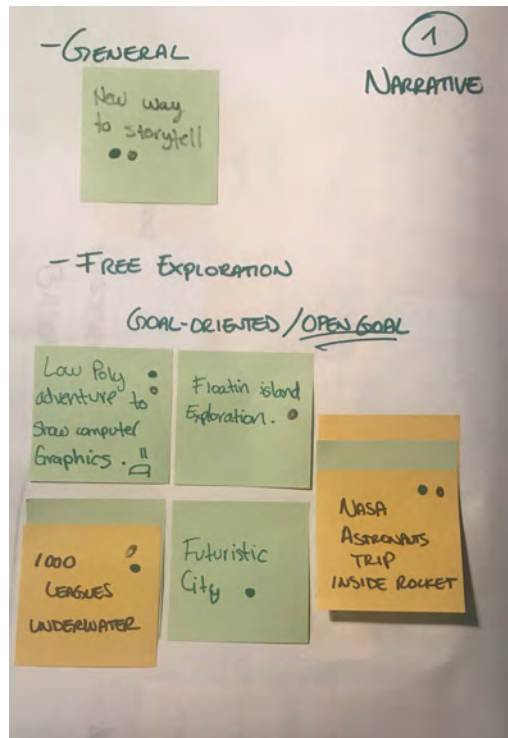 - GENERAL
1
NARRATIVE
New way
to storytell
- FREE EXPLORATION
GOAL-ORIENTED / OPEN GOAL
Low Poly
adventure to
Show computer
Graphics.
Floatin island
Exploration.
NASA
ASTRONAUTS
TRIP
INSIDE ROCKET
1000
LEAGUES
UNDERWATER
Futuristic
City